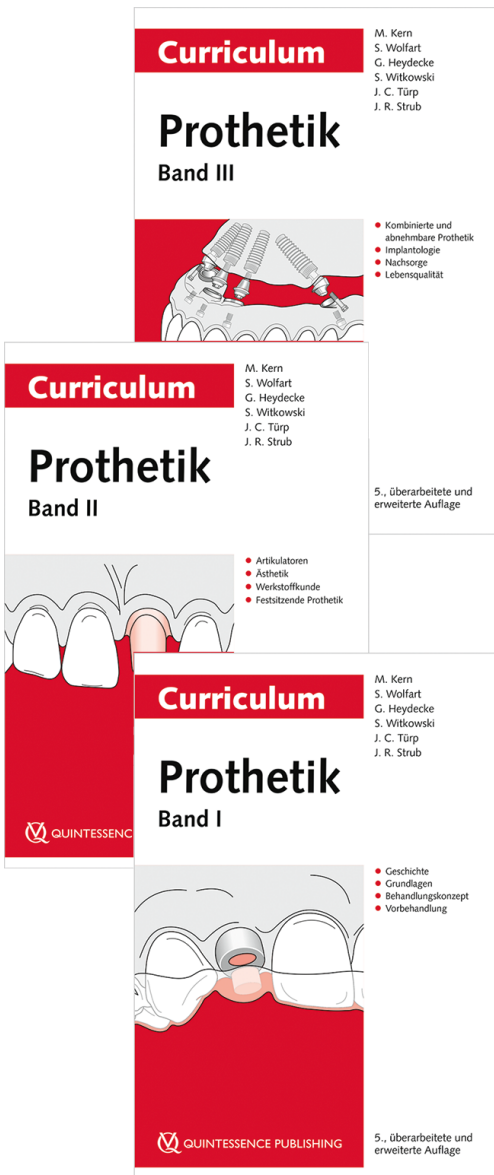 Curriculum
Prothetik
Band III
M. Kern
S. Wolfart
G. Heydecke
S. Witkowski
J. C. Türp
J. R. Strub
Kombinierte und
abnehmbare Prothetik
Implantologie
Nachsorge
Lebensqualität
5., überarbeitete und
erweiterte Auflage
Curriculum
Prothetik
Band II
M. Kern
S. Wolfart
G. Heydecke
S. Witkowski
J. C. Türp
J. R. Strub
Artikulatoren
Ästhetik
Werkstoffkunde
Festsitzende Prothetik
QUINTESSENC
Curriculum
Prothetik
Band I
M. Kern
S. Wolfart
G. Heydecke
S. Witkowski
J. C. Türp
J. R. Strub
Geschichte
Grundlagen
Behandlungskonzept
Vorbehandlung
QUINTESSENCE PUBLISHING
5., überarbeitete und
erweiterte Auflage